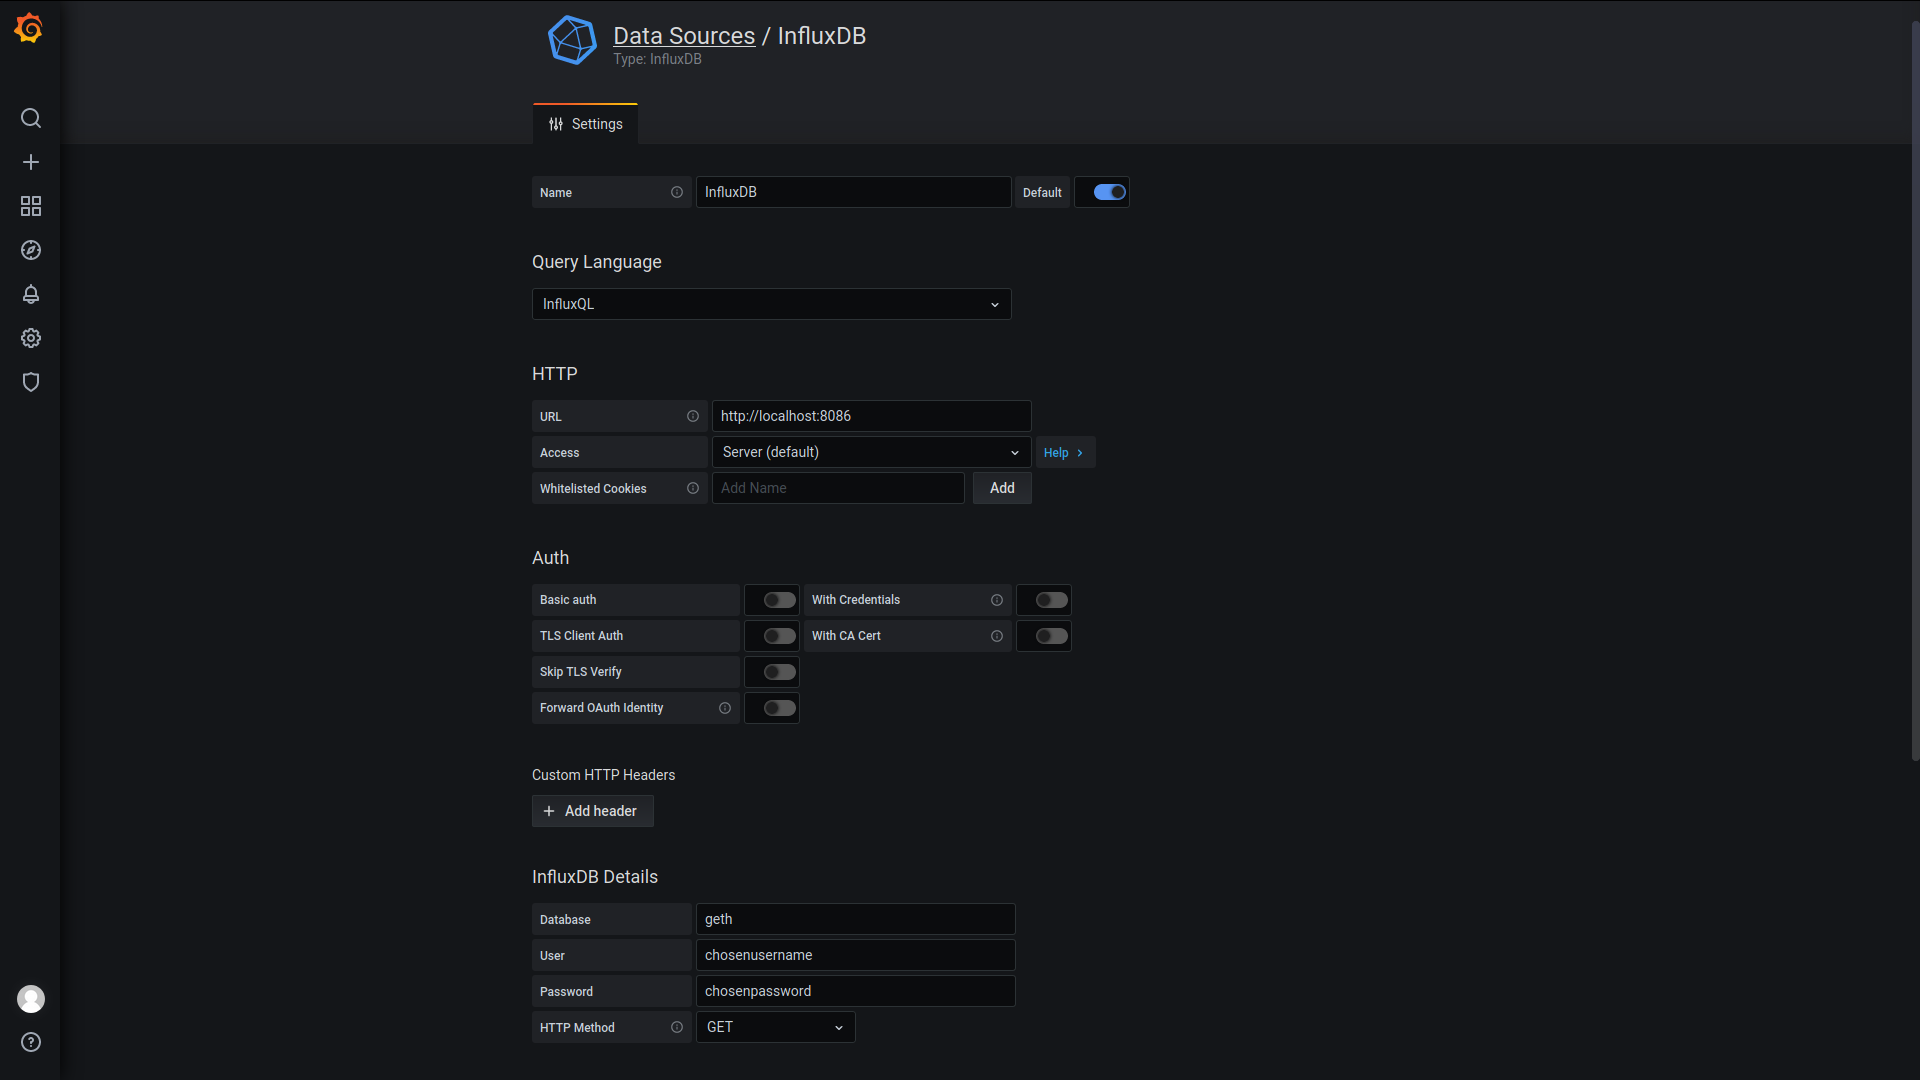 Data Sources / InfluxDB
Type: InfluxDB
Settings
Name InfluxDB Default
Query Language
InfluxQL
HTTP
URL http://localhost:8086
Access Server (default) Help
Whitelisted Cookies Add Name Add
Auth
Basic auth With Credentials
TLS Client Auth With CA Cert
Skip TLS Verify
Forward OAuth Identity
Custom HTTP Headers
Add header
InfluxDB Details
Database geth
User chosenusername
Password chosenpassword
HTTP Method GET